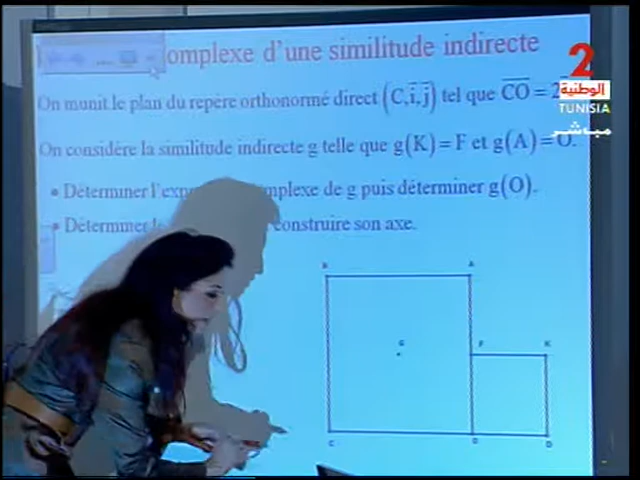 omplexe d'une similitude indirecte
On munit le plan du repère orthonormé direct (C,i,j) tel que CO = 2
On considère la similitude indirecte g telle que g(K)=F et g(A)=O.
• Déterminer l'exp mplexe de g puis déterminer g(O).
• Déterminer construire son axe.
2
الوطنية
TUNISIA
مباشر
A
G
F K
C D